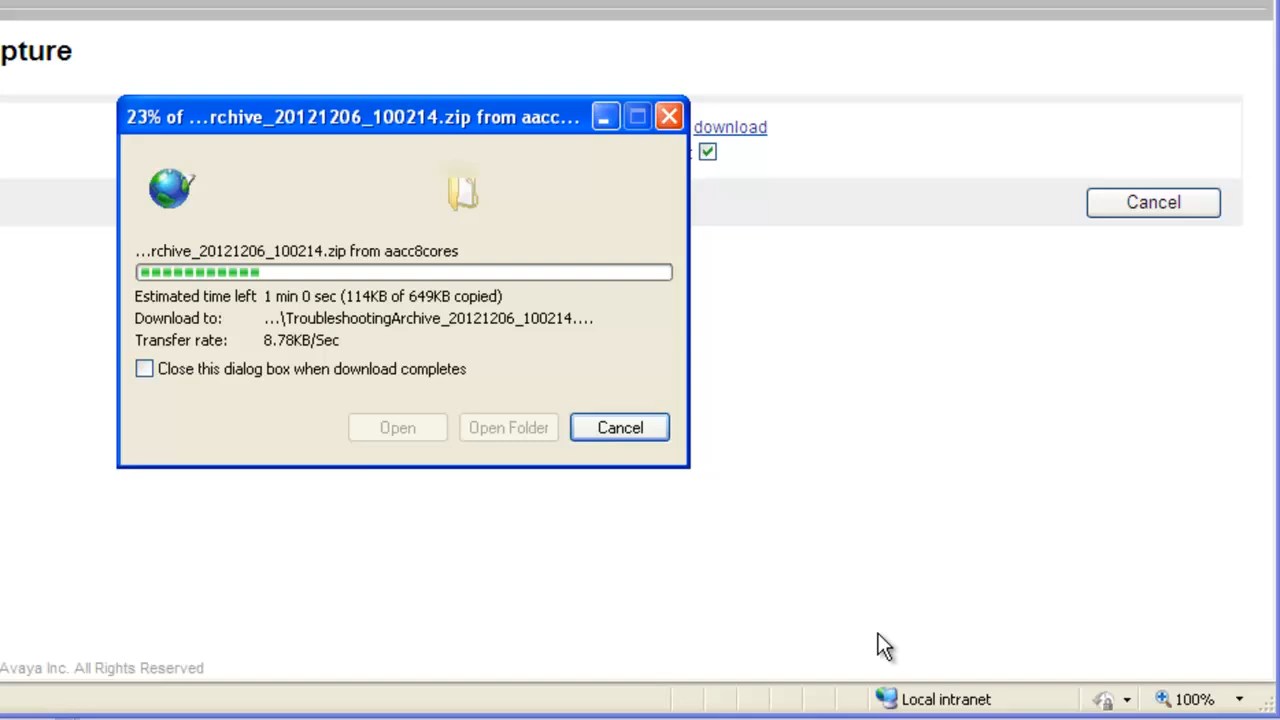 pture
23% of ...rchive_20121206_100214.zip from aacc...
download
:
Cancel
...rchive_20121206_100214.zip from aacc8cores
Estimated time left 1 min 0 sec (114KB of 649KB copied)
Download to: ...\TroubleshootingArchive_20121206_100214....
Transfer rate: 8.78KB/Sec
Close this dialog box when download completes
Open Open Folder Cancel
Avaya Inc. All Rights Reserved
Local intranet 100%